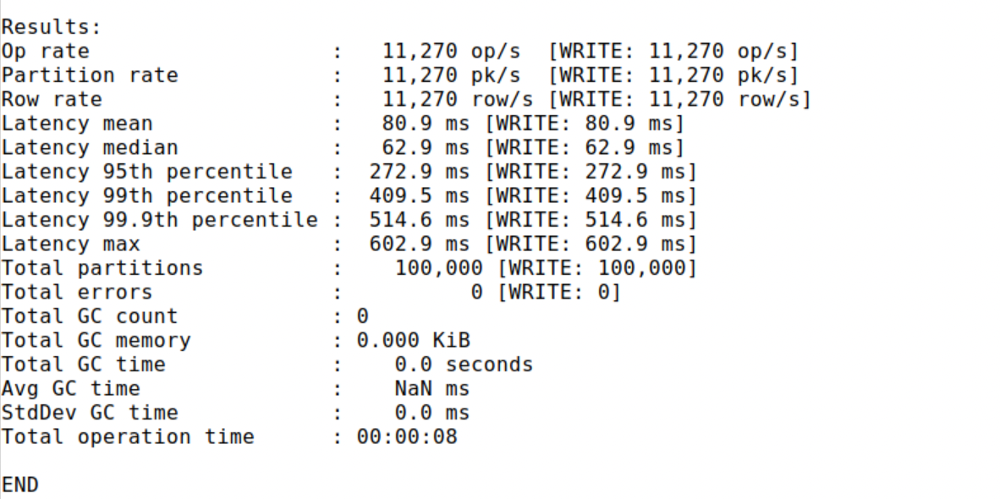 Results:
Op rate                   :   11,270 op/s  [WRITE: 11,270 op/s]
Partition rate            :   11,270 pk/s  [WRITE: 11,270 pk/s]
Row rate                  :   11,270 row/s [WRITE: 11,270 row/s]
Latency mean              :   80.9 ms [WRITE: 80.9 ms]
Latency median            :   62.9 ms [WRITE: 62.9 ms]
Latency 95th percentile   :  272.9 ms [WRITE: 272.9 ms]
Latency 99th percentile   :  409.5 ms [WRITE: 409.5 ms]
Latency 99.9th percentile :  514.6 ms [WRITE: 514.6 ms]
Latency max               :  602.9 ms [WRITE: 602.9 ms]
Total partitions          :    100,000 [WRITE: 100,000]
Total errors              :          0 [WRITE: 0]
Total GC count            : 0
Total GC memory           : 0.000 KiB
Total GC time             :    0.0 seconds
Avg GC time               :    NaN ms
StdDev GC time            :    0.0 ms
Total operation time      : 00:00:08
END